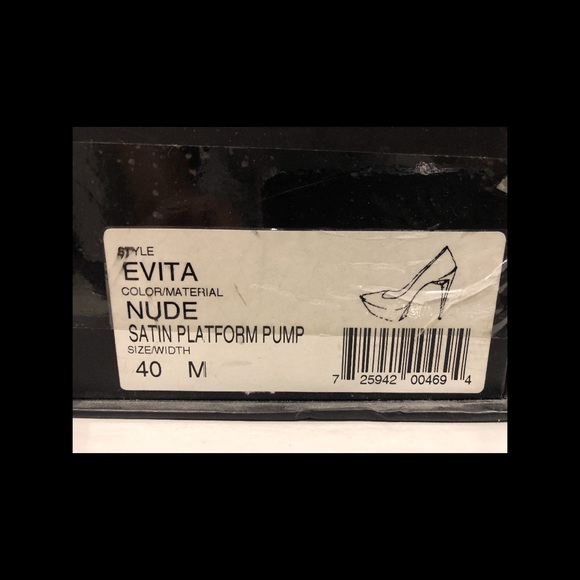 STYLE
EVITA
COLOR/MATERIAL
NUDE
SATIN PLATFORM PUMP
SIZE/WIDTH
40 M
7 25942 00469 4